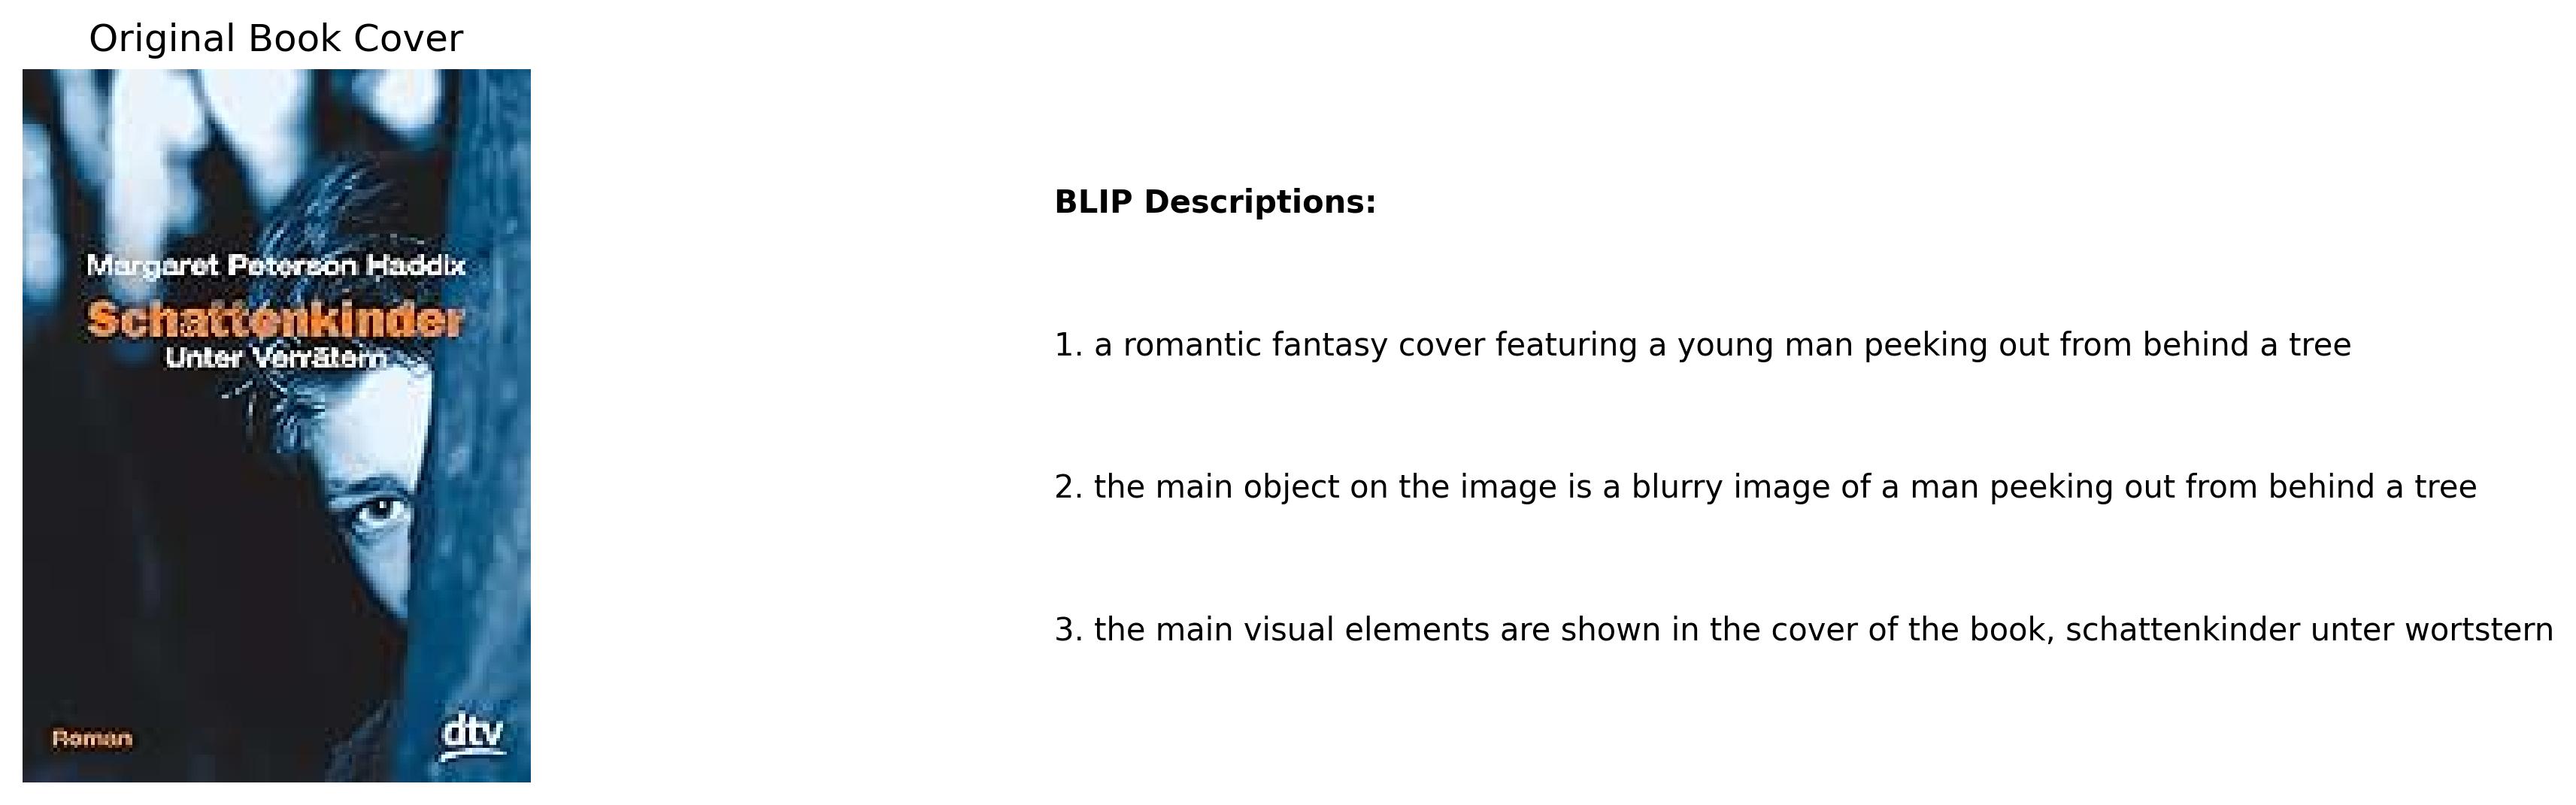 Original Book Cover
Margaret Peterson Haddix
Schattenkinder
Unter Verrätern
Roman
dtv
BLIP Descriptions:
1. a romantic fantasy cover featuring a young man peeking out from behind a tree
2. the main object on the image is a blurry image of a man peeking out from behind a tree
3. the main visual elements are shown in the cover of the book, schattenkinder unter wortstern